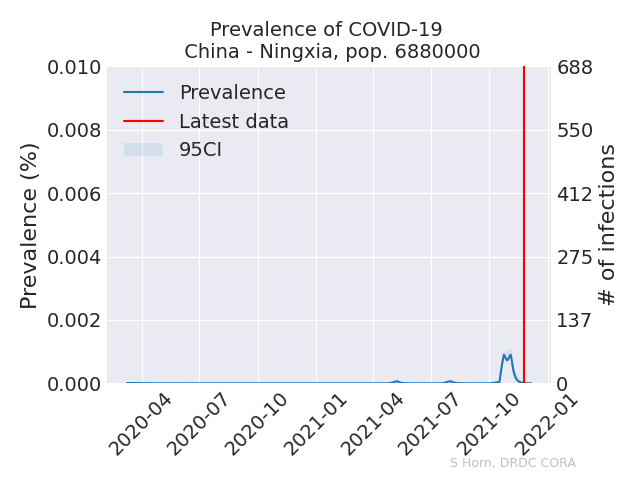 Prevalence of COVID-19
China - Ningxia, pop. 6880000
0.010
0.008
0.006
0.004
0.002
0.000
Prevalence (%)
Prevalence
Latest data
95CI
688
550
412
275
137
0
# of infections
2020-04
2020-07
2020-10
2021-01
2021-04
2021-07
2021-10
2022-01
S Horn, DRDC CORA